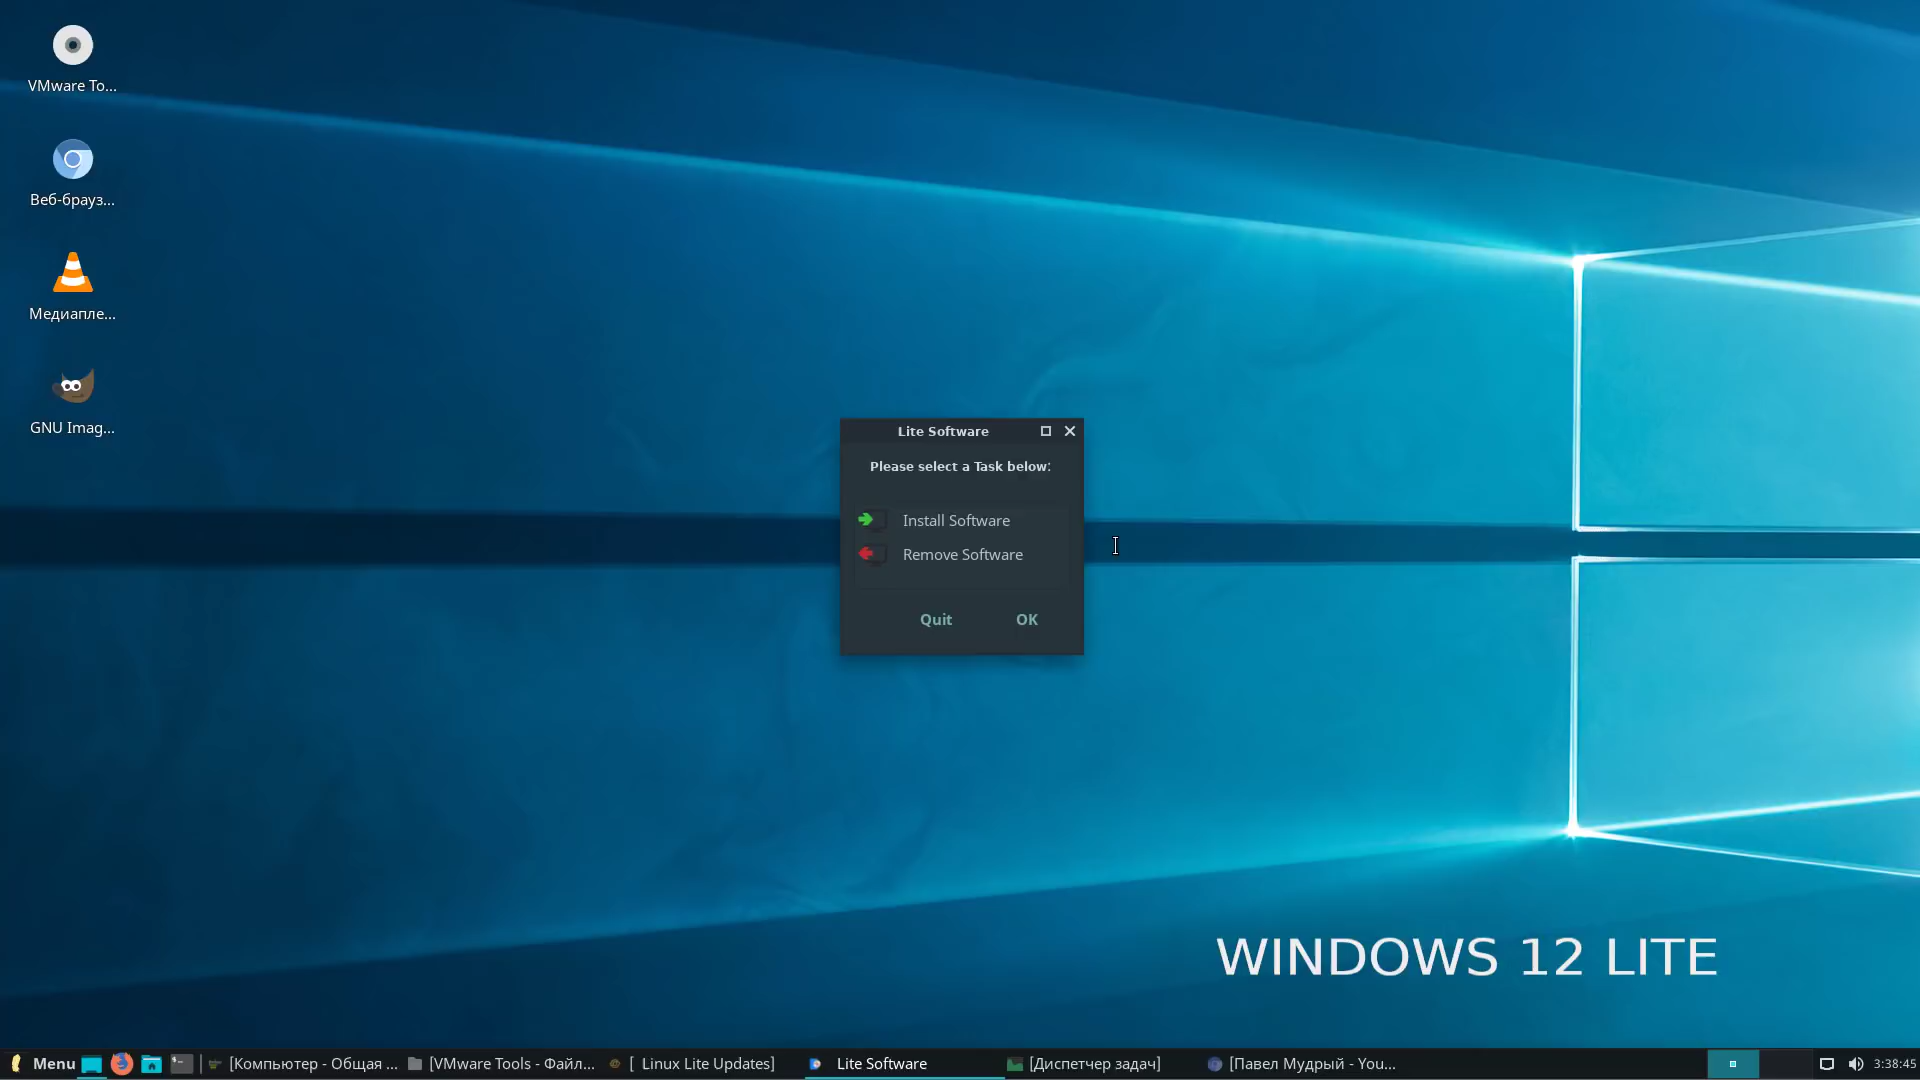 VMware To...
Веб-брауз...
Медиапле...
GNU Imag...
Lite Software
Please select a Task below:
Install Software
Remove Software
Quit OK
WINDOWS 12 LITE
Menu [Компьютер - Общая ... [VMware Tools - Файл... [ Linux Lite Updates] Lite Software [Диспетчер задач] [Павел Мудрый - You... 3:38:45